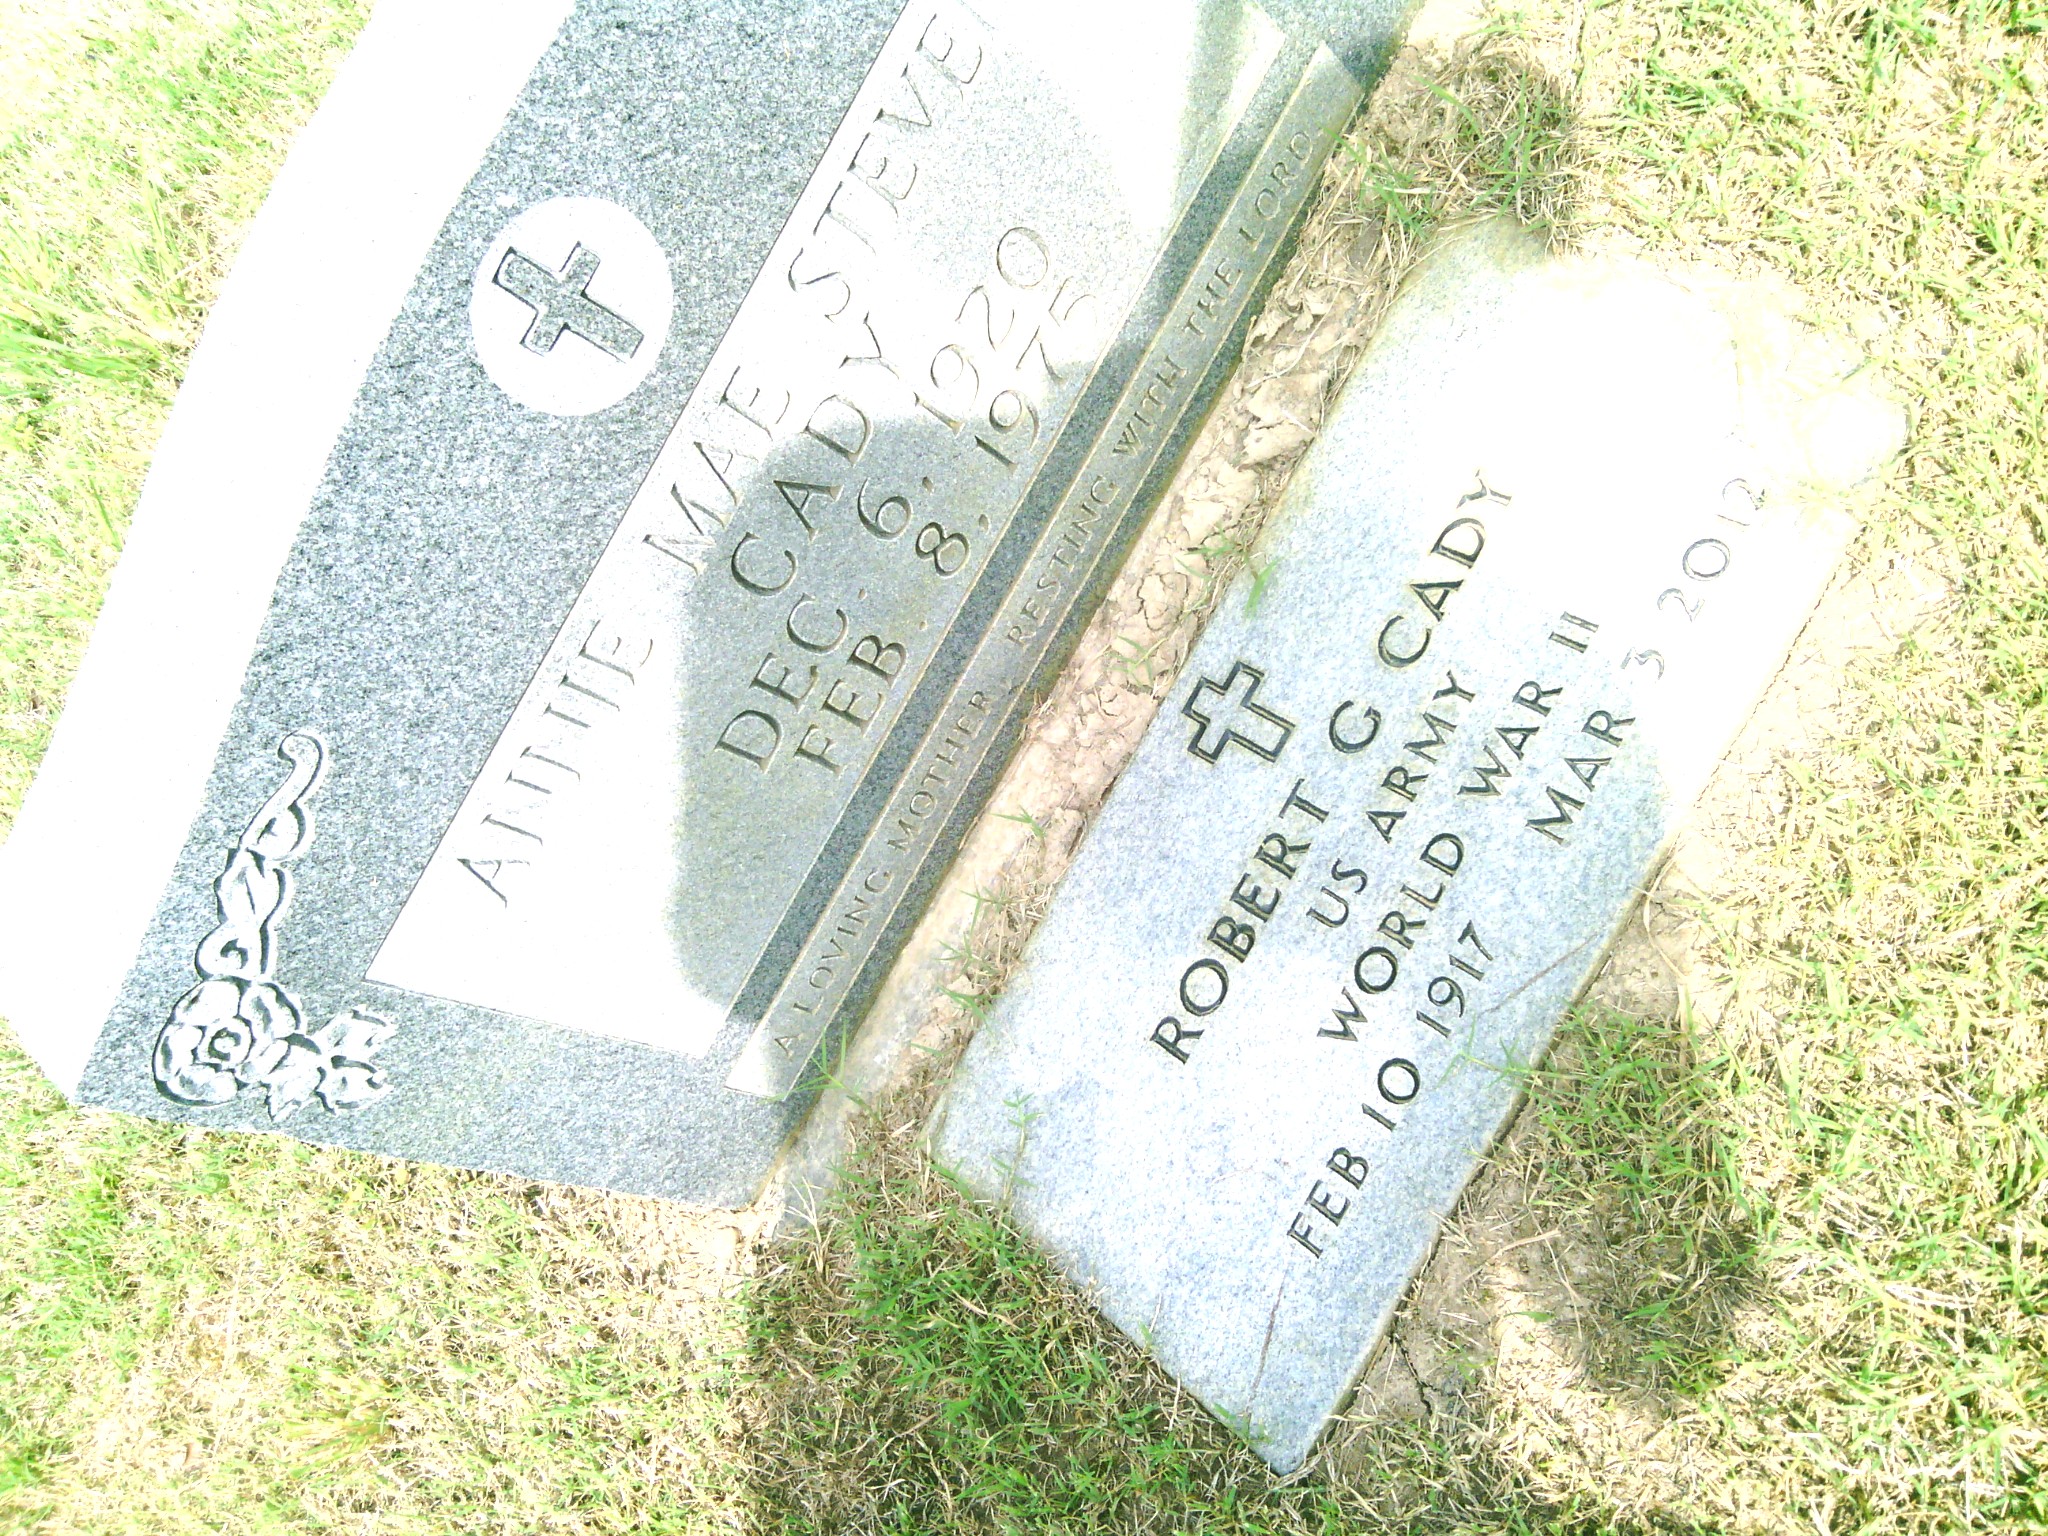 ANNIE MAE STEVE
CADY
DEC. 6, 1920
FEB. 8, 1975
A LOVING MOTHER, RESTING WITH THE LORD
ROBERT G CADY
US ARMY
WORLD WAR II
FEB 10 1917 MAR 3 2012